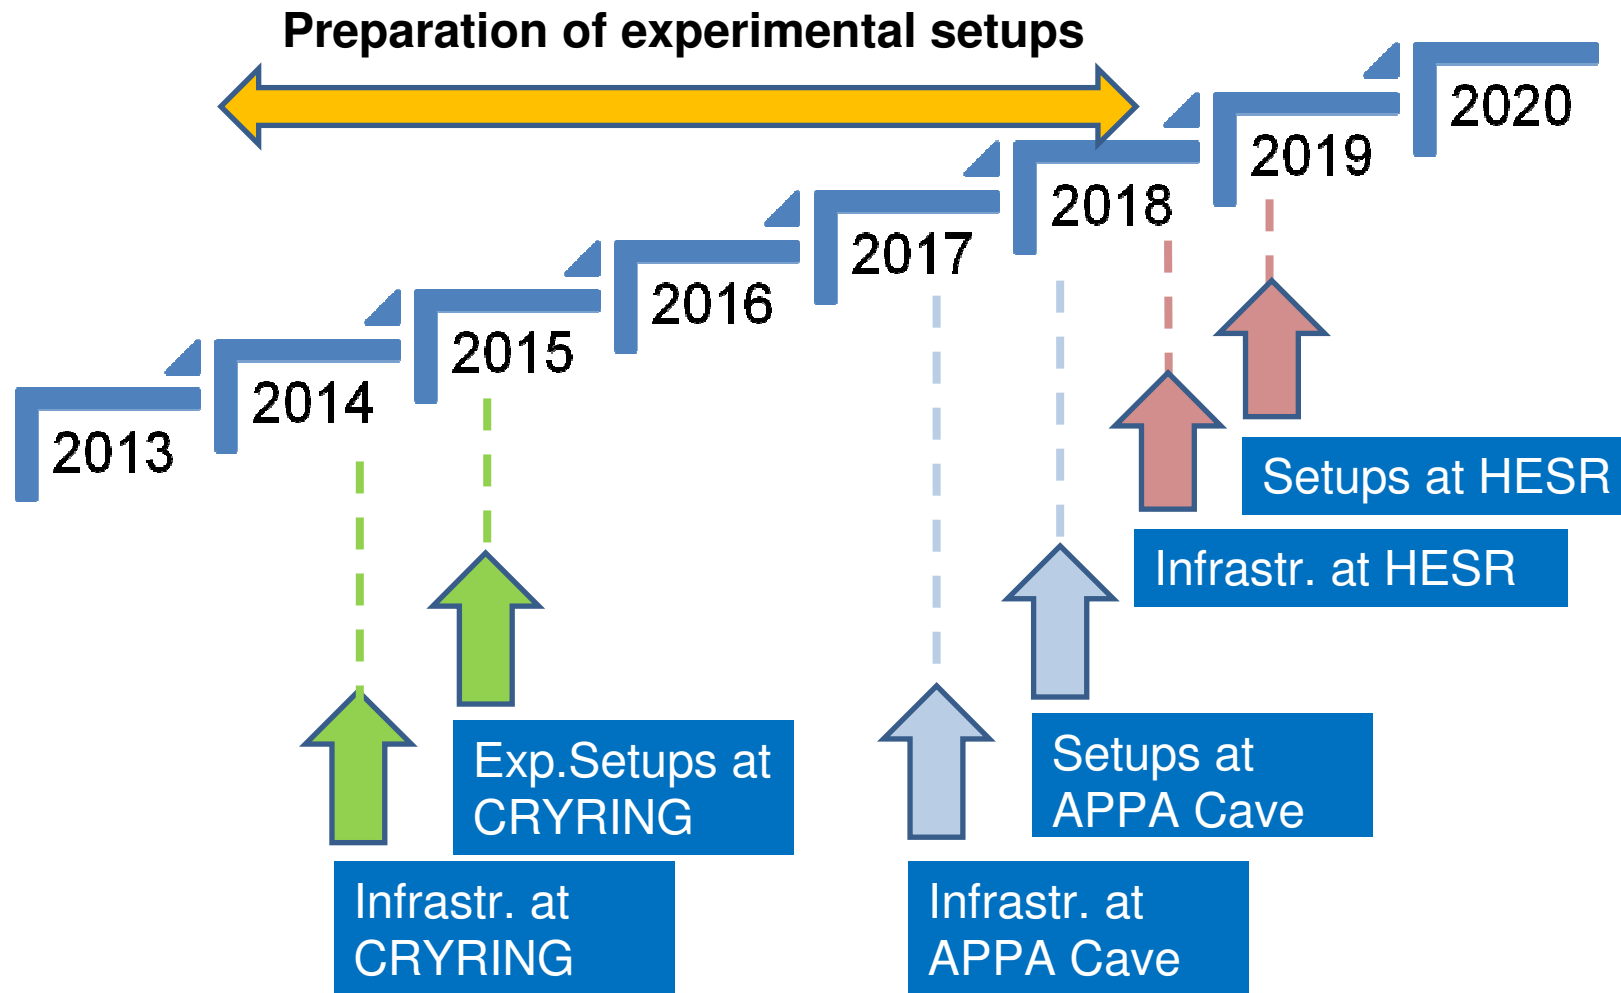 Preparation of experimental setups
2013
2014
2015
2016
2017
2018
2019
2020
Setups at HESR
Infrastr. at HESR
Exp.Setups at
CRYRING
Setups at
APPA Cave
Infrastr. at
CRYRING
Infrastr. at
APPA Cave